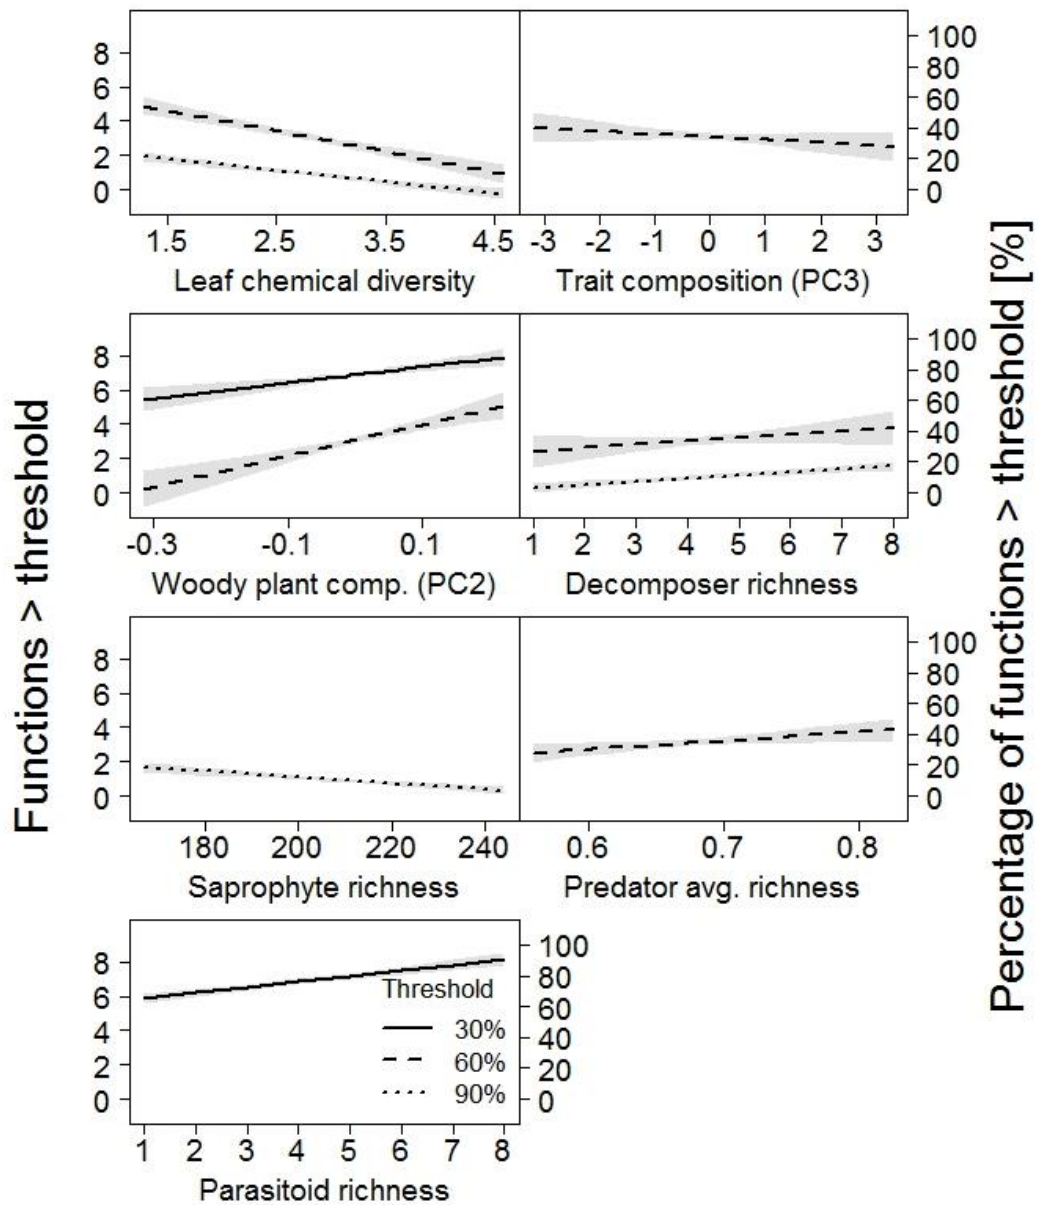 Functions > threshold
Percentage of functions > threshold [%]
8
6
4
2
0
100
80
60
40
20
0
1.5 2.5 3.5 4.5
-3 -2 -1 0 1 2 3
Leaf chemical diversity
Trait composition (PC3)
8
6
4
2
0
100
80
60
40
20
0
-0.3 -0.1 0.1
1 2 3 4 5 6 7 8
Woody plant comp. (PC2)
Decomposer richness
8
6
4
2
0
100
80
60
40
20
0
180 200 220 240
0.6 0.7 0.8
Saprophyte richness
Predator avg. richness
8
6
4
2
0
100
80
60
40
20
0
Threshold
30%
60%
90%
1 2 3 4 5 6 7 8
Parasitoid richness